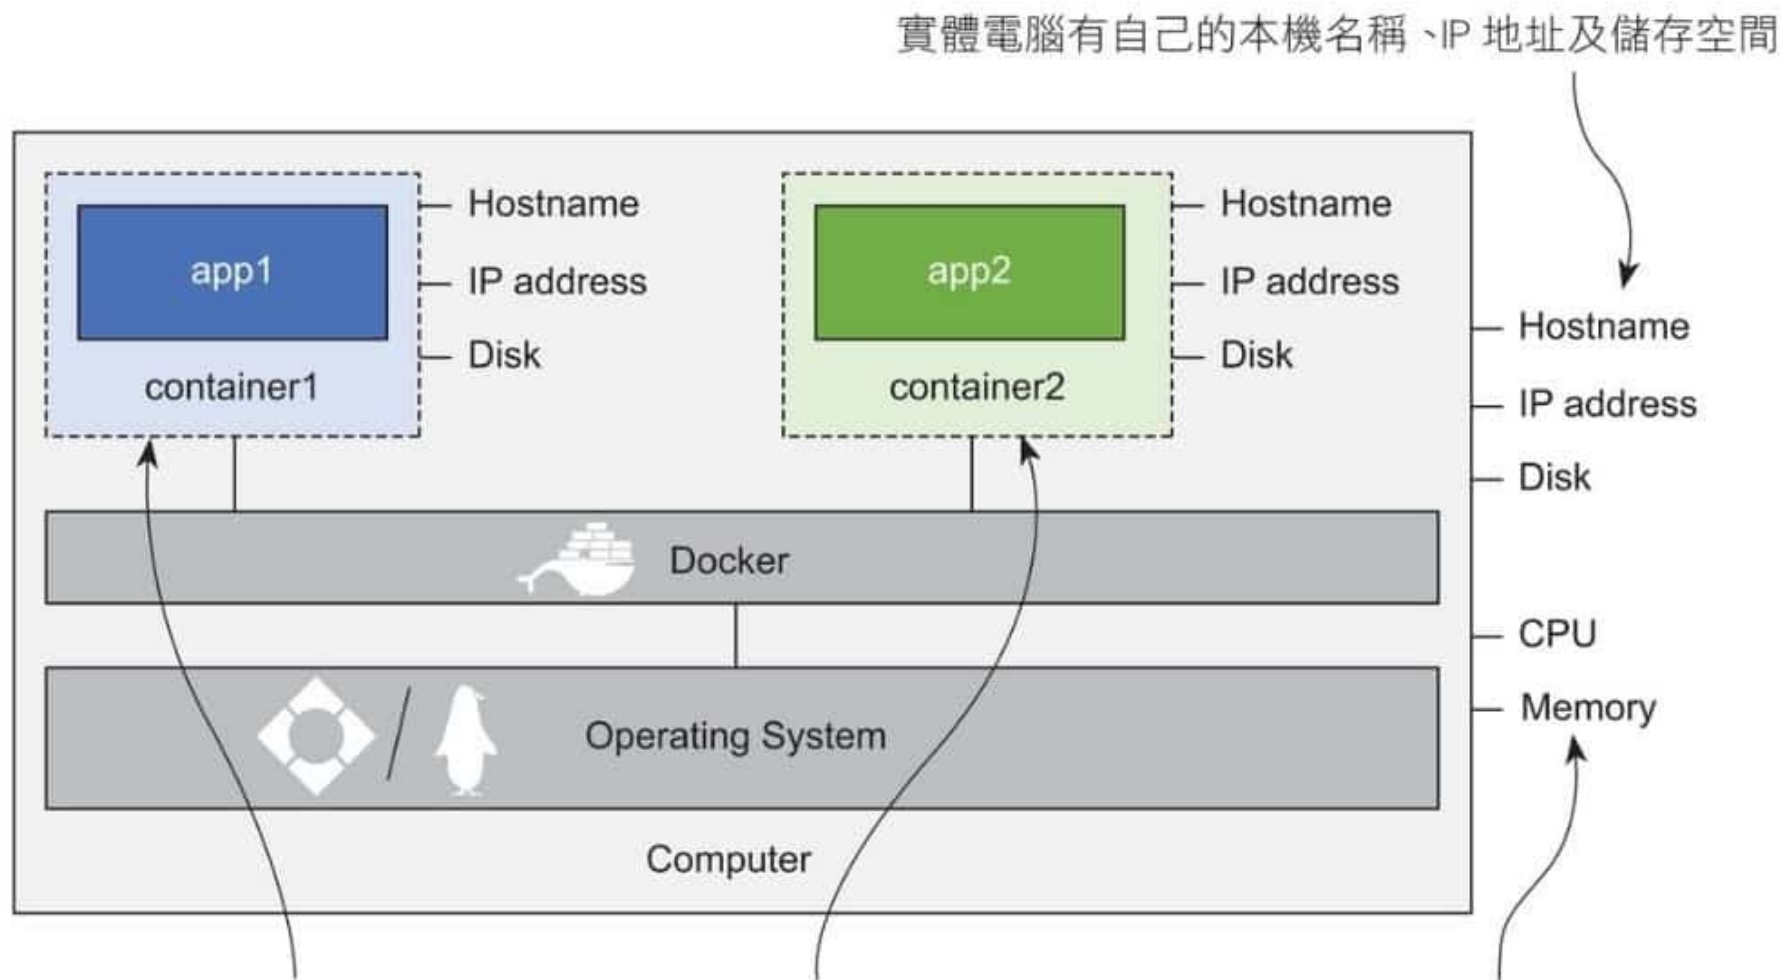 實體電腦有自己的本機名稱、IP 地址及儲存空間
Hostname
app1
IP address
Disk
container1
Hostname
app2
IP address
Disk
container2
Hostname
IP address
Disk
Docker
CPU
Memory
Operating System
Computer